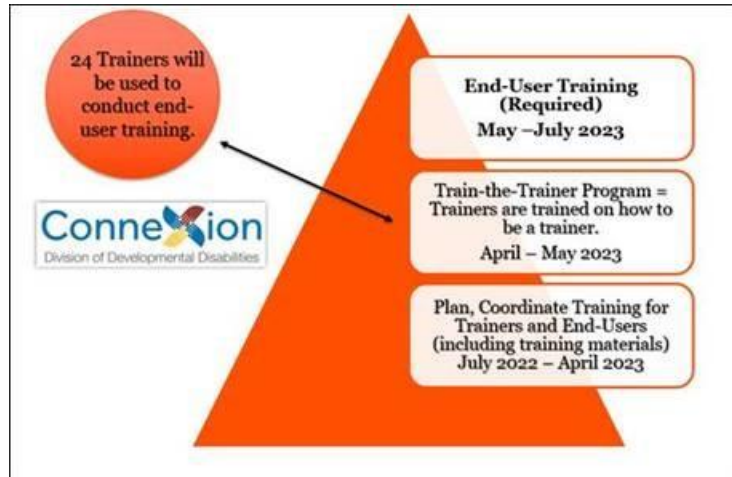 24 Trainers will
be used to
conduct end-
user training.
ConneXion
Division of Developmental Disabilities
End-User Training
(Required)
May –July 2023
Train-the-Trainer Program =
Trainers are trained on how to
be a trainer.
April – May 2023
Plan, Coordinate Training for
Trainers and End-Users
(including training materials)
July 2022 – April 2023